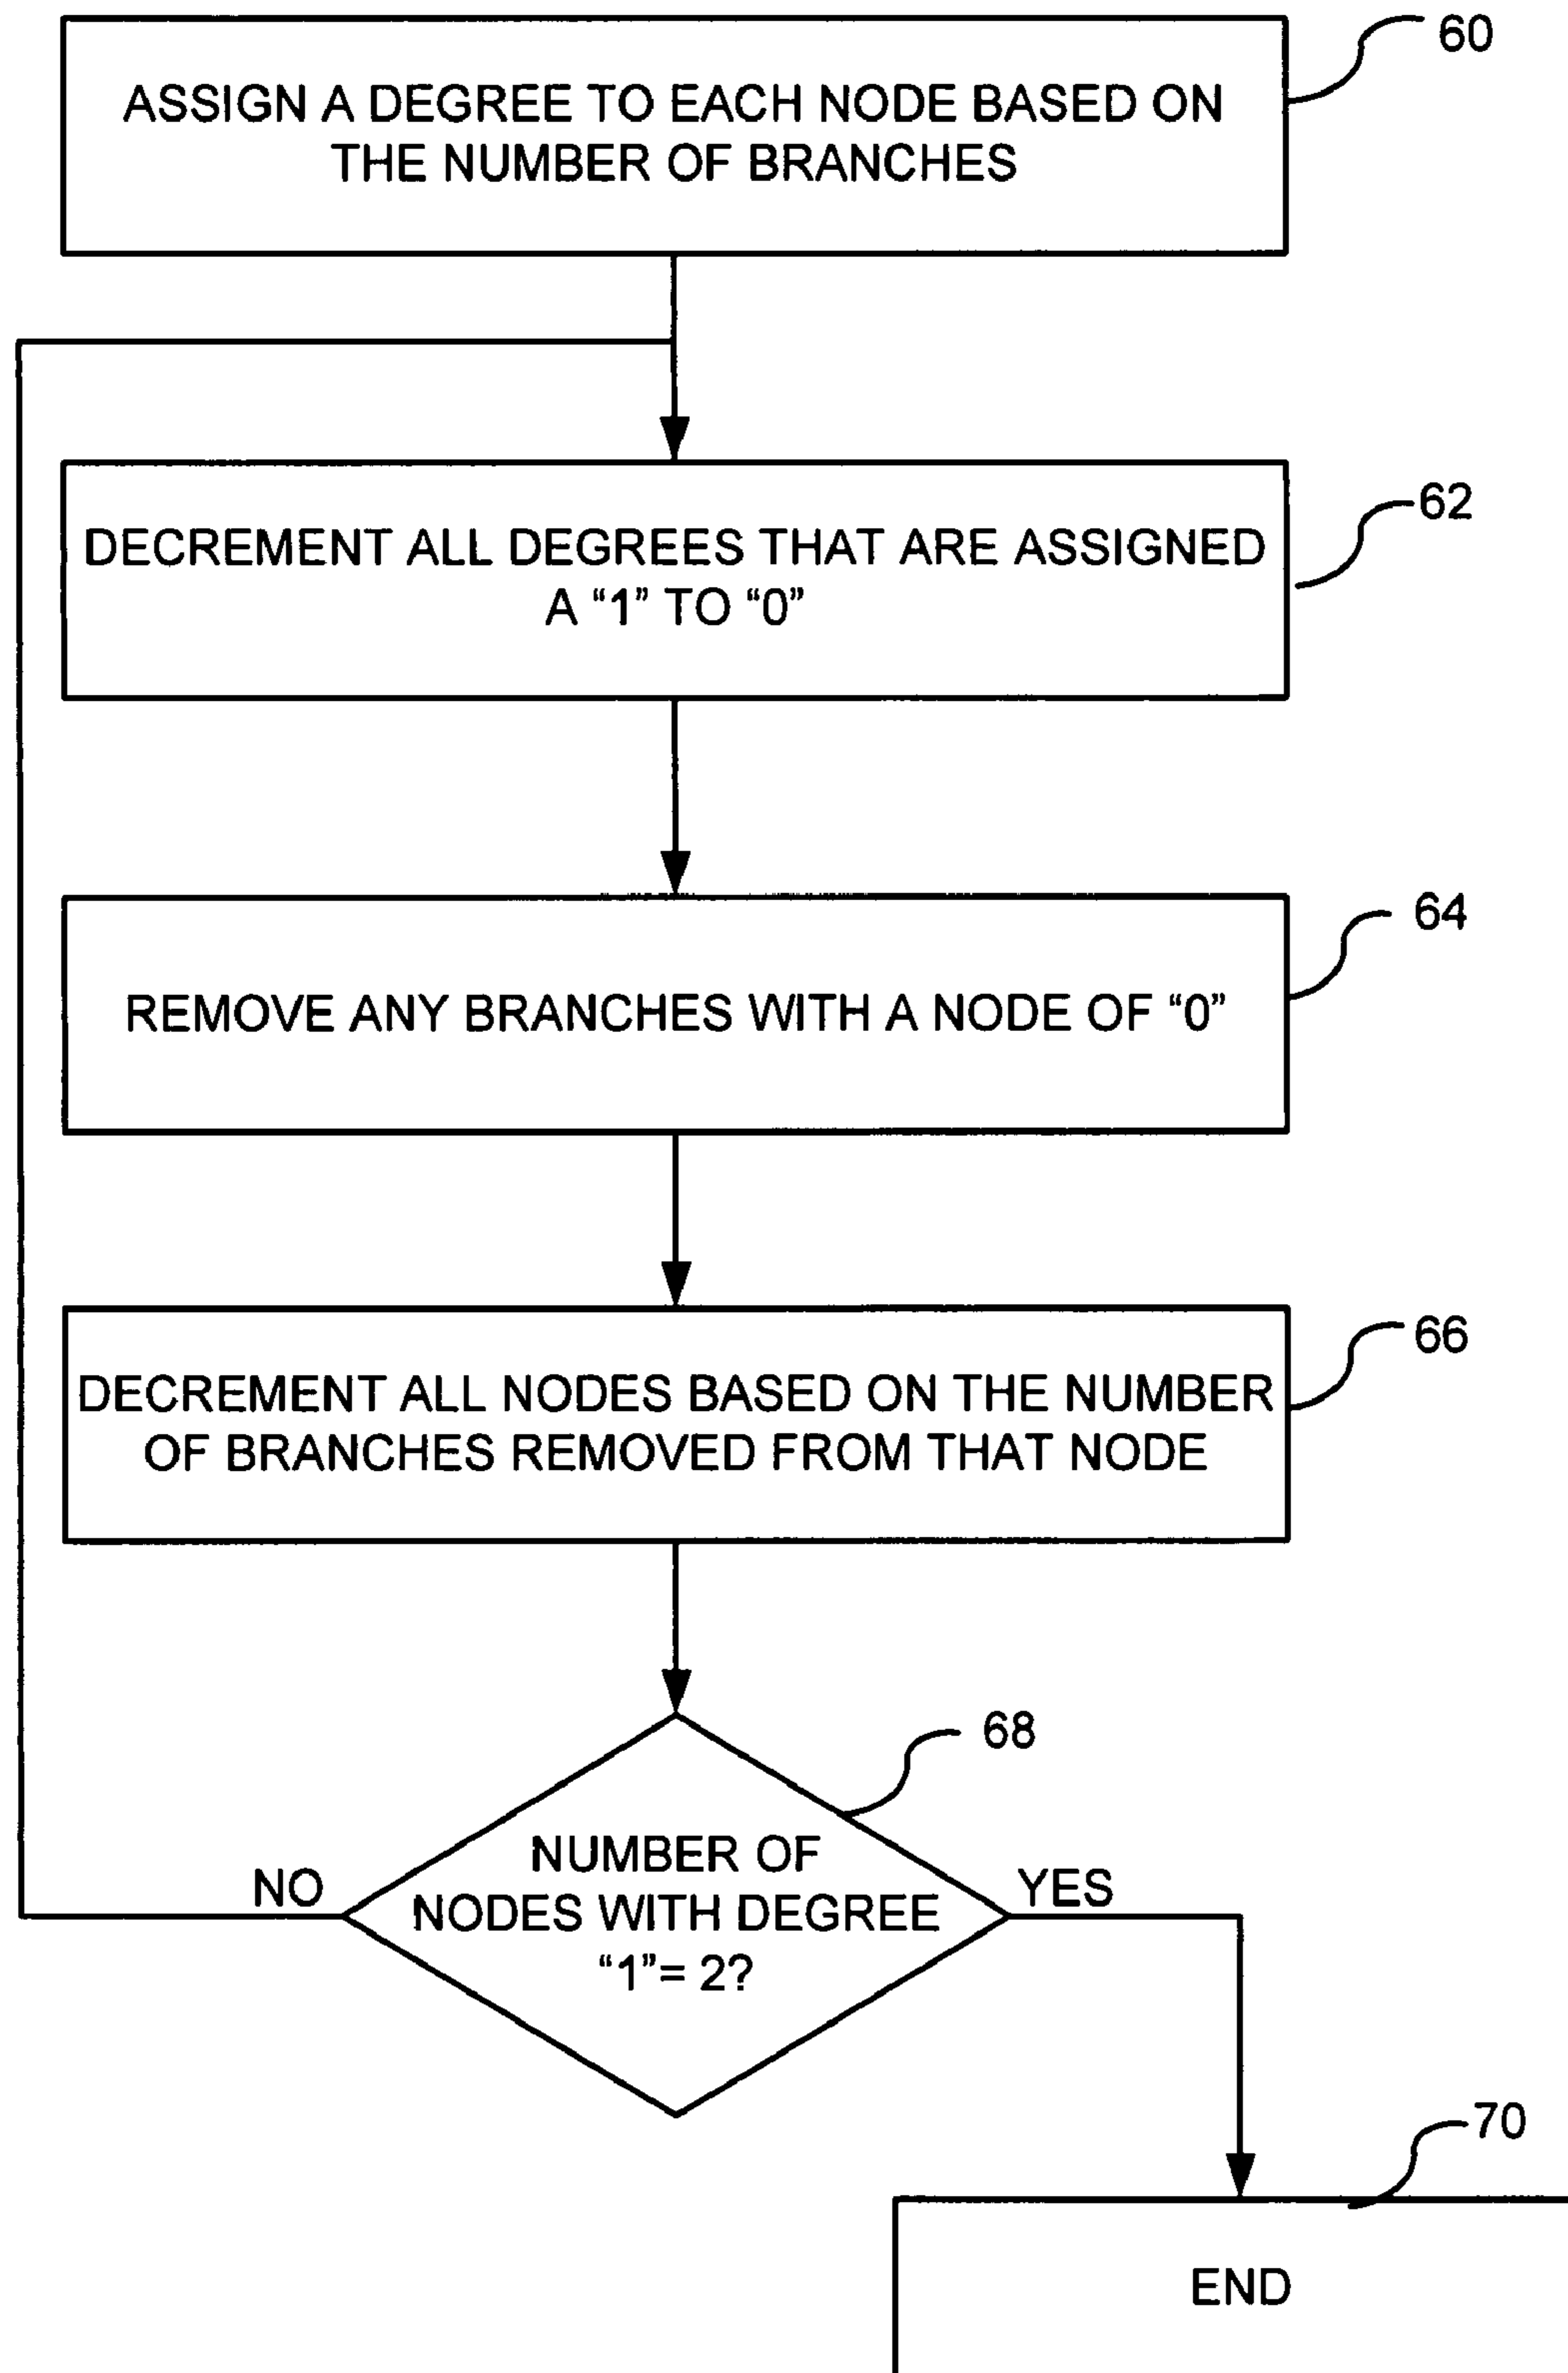 60
ASSIGN A DEGREE TO EACH NODE BASED ON
THE NUMBER OF BRANCHES
62
DECREMENT ALL DEGREES THAT ARE ASSIGNED
A “1” TO “0”
64
REMOVE ANY BRANCHES WITH A NODE OF “0”
66
DECREMENT ALL NODES BASED ON THE NUMBER
OF BRANCHES REMOVED FROM THAT NODE
68
NO
NUMBER OF
NODES WITH DEGREE
“1”= 2?
YES
70
END